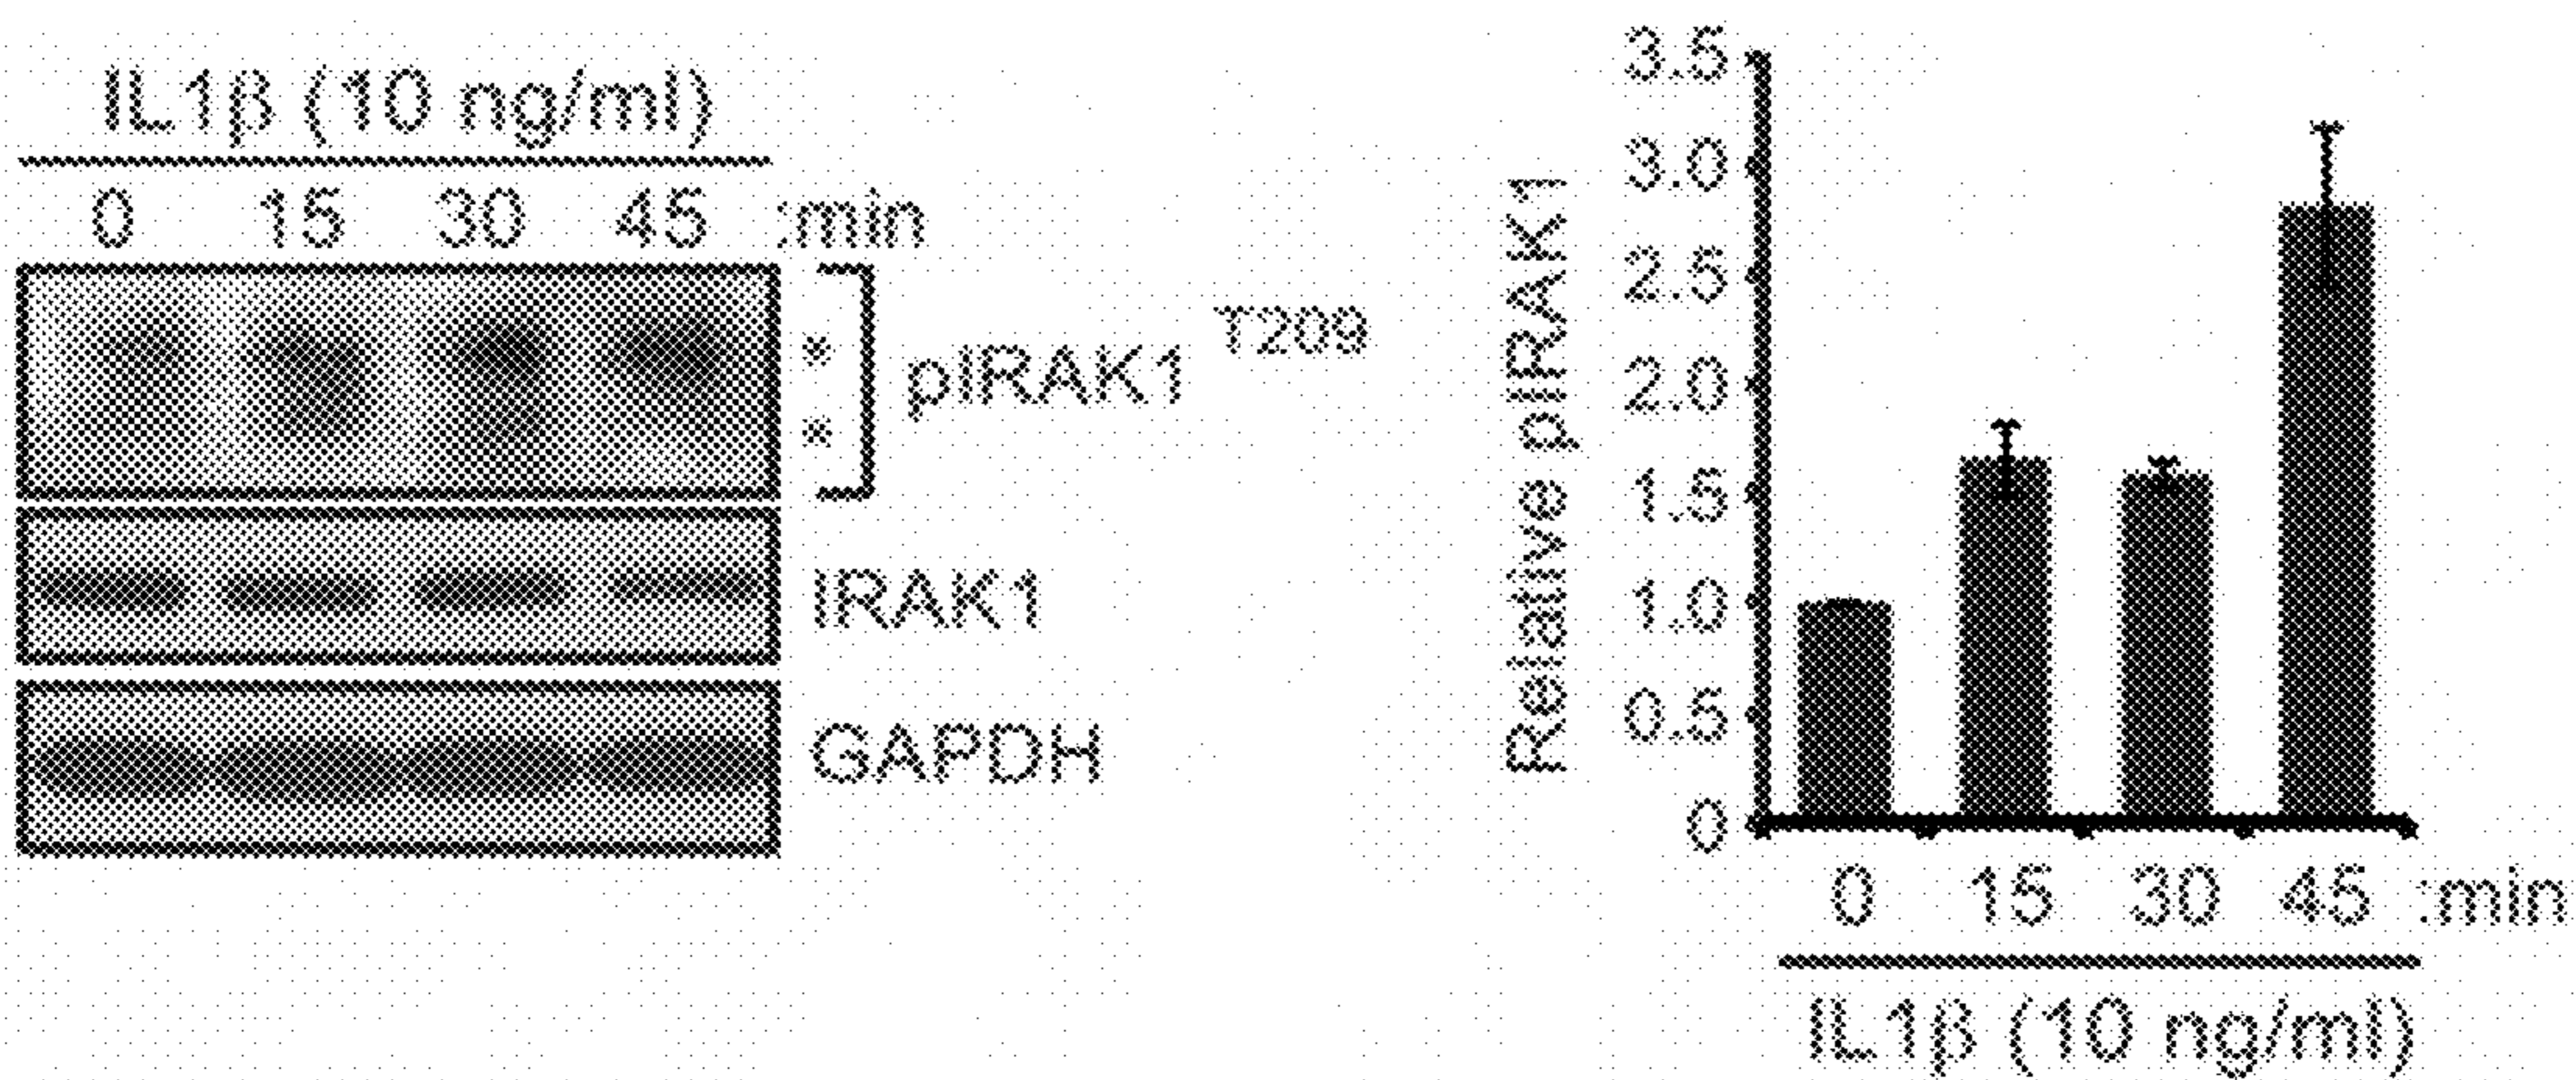 IL1β (10 ng/ml)
0 15 30 45 :min
*
*
pIRAK1 T209
IRAK1
GAPDH
Relative pIRAK1
3.5
3.0
2.5
2.0
1.5
1.0
0.5
0
0 15 30 45 :min
IL1β (10 ng/ml)